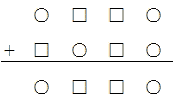 ○ □ □ ○
+ □ ○ □ ○
○ □ □ ○